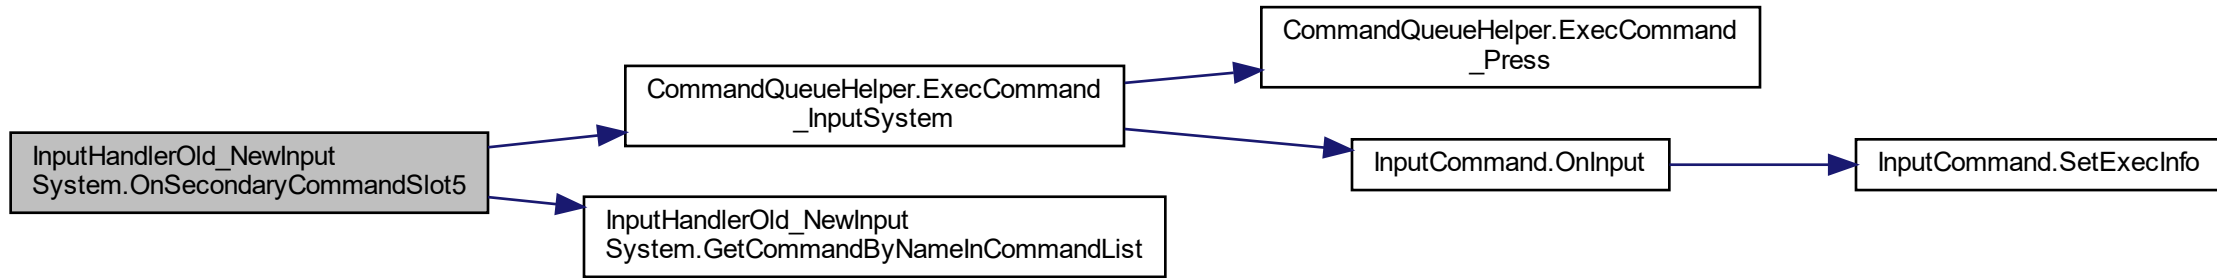 InputHandlerOld_NewInput
System.OnSecondaryCommandSlot5
CommandQueueHelper.ExecCommand
_InputSystem
CommandQueueHelper.ExecCommand
_Press
InputCommand.OnInput
InputCommand.SetExecInfo
InputHandlerOld_NewInput
System.GetCommandByNameInCommandList